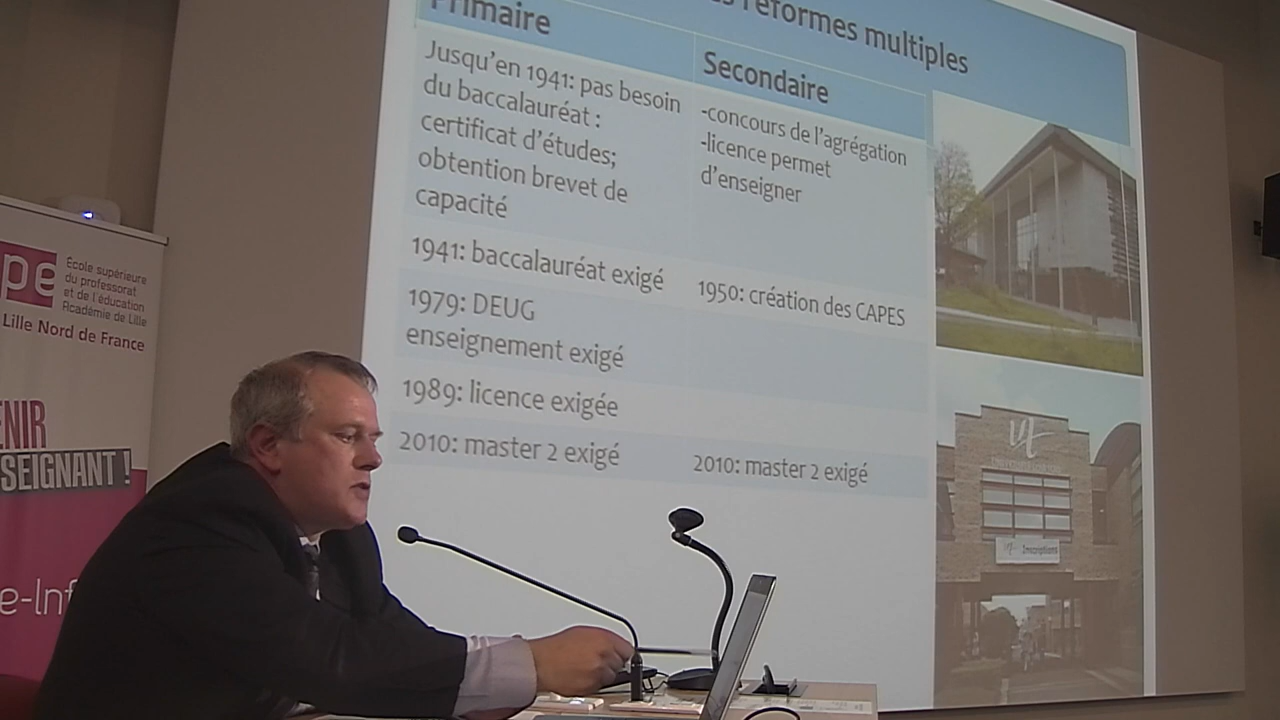 réformes multiples
Primaire
Secondaire
Jusqu'en 1941: pas besoin
du baccalauréat :
certificat d'études;
obtention brevet de
capacité
-concours de l'agrégation
-licence permet
d'enseigner
1941: baccalauréat exigé
1950: création des CAPES
1979: DEUG
enseignement exigé
1989: licence exigée
2010: master 2 exigé
2010: master 2 exigé
Inscriptions
pe
École supérieure
du professorat
et de l'éducation
Académie de Lille
Lille Nord de France
ENIR
SEIGNANT !
e-Inf